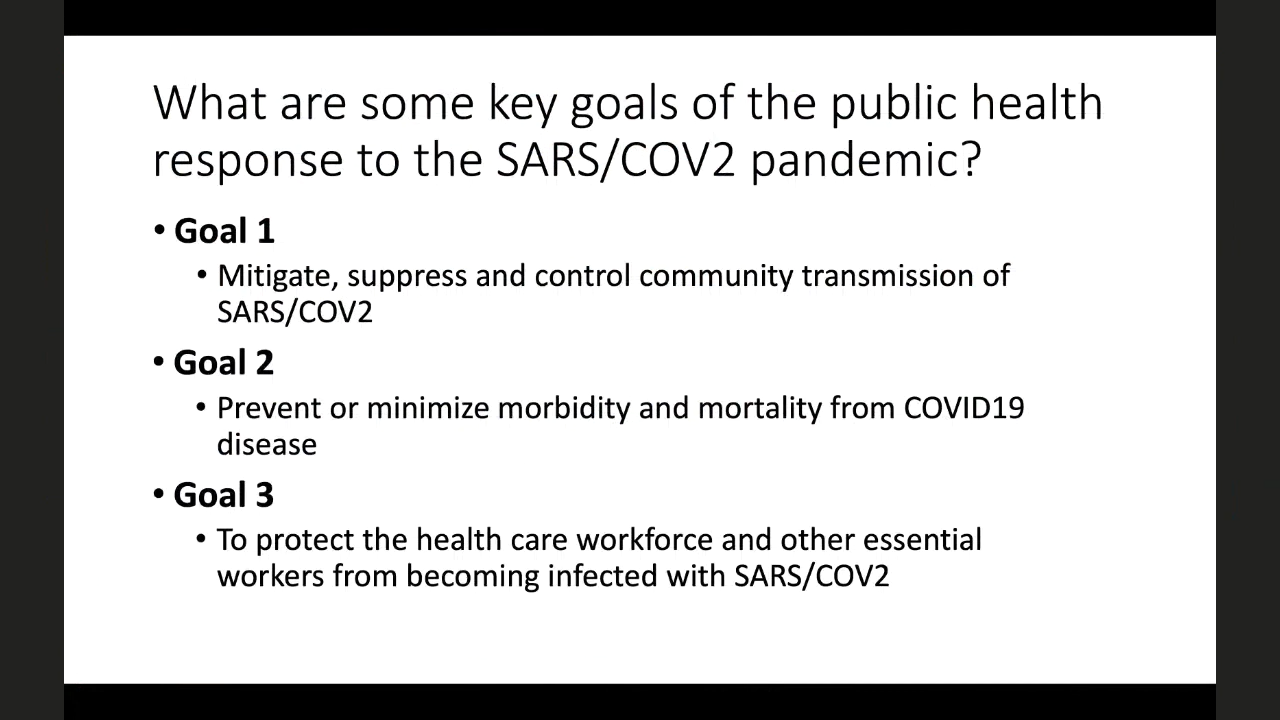 What are some key goals of the public health
response to the SARS/COV2 pandemic?
• Goal 1
• Mitigate, suppress and control community transmission of
SARS/COV2
• Goal 2
• Prevent or minimize morbidity and mortality from COVID19
disease
• Goal 3
• To protect the health care workforce and other essential
workers from becoming infected with SARS/COV2